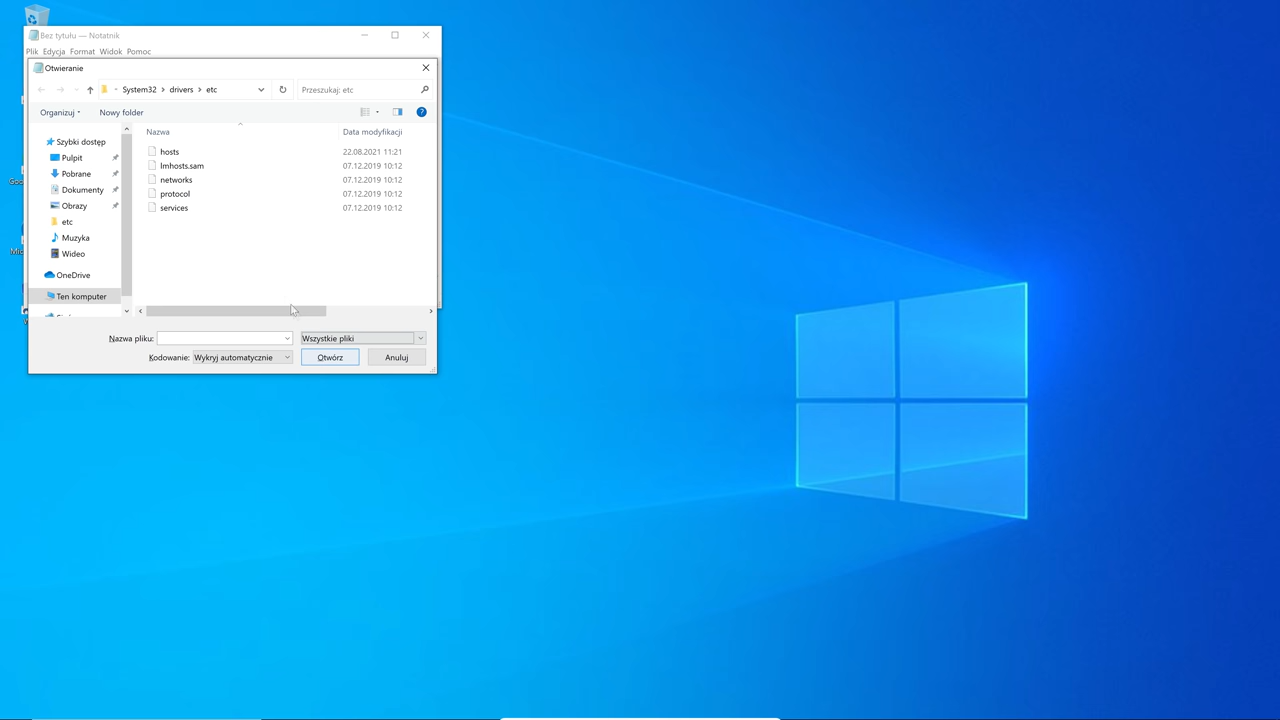 Bez tytułu — Notatnik
Plik Edycja Format Widok Pomoc
Otwieranie
System32 > drivers > etc
Przeszukaj: etc
Organizuj
Nowy folder
Szybki dostęp
Pulpit
Pobrane
Dokumenty
Obrazy
etc
Muzyka
Wideo
OneDrive
Ten komputer
Nazwa Data modyfikacji
hosts 22.08.2021 11:21
lmhosts.sam 07.12.2019 10:12
networks 07.12.2019 10:12
protocol 07.12.2019 10:12
services 07.12.2019 10:12
Nazwa pliku:
Wszystkie pliki
Kodowanie: Wykryj automatycznie
Otwórz
Anuluj